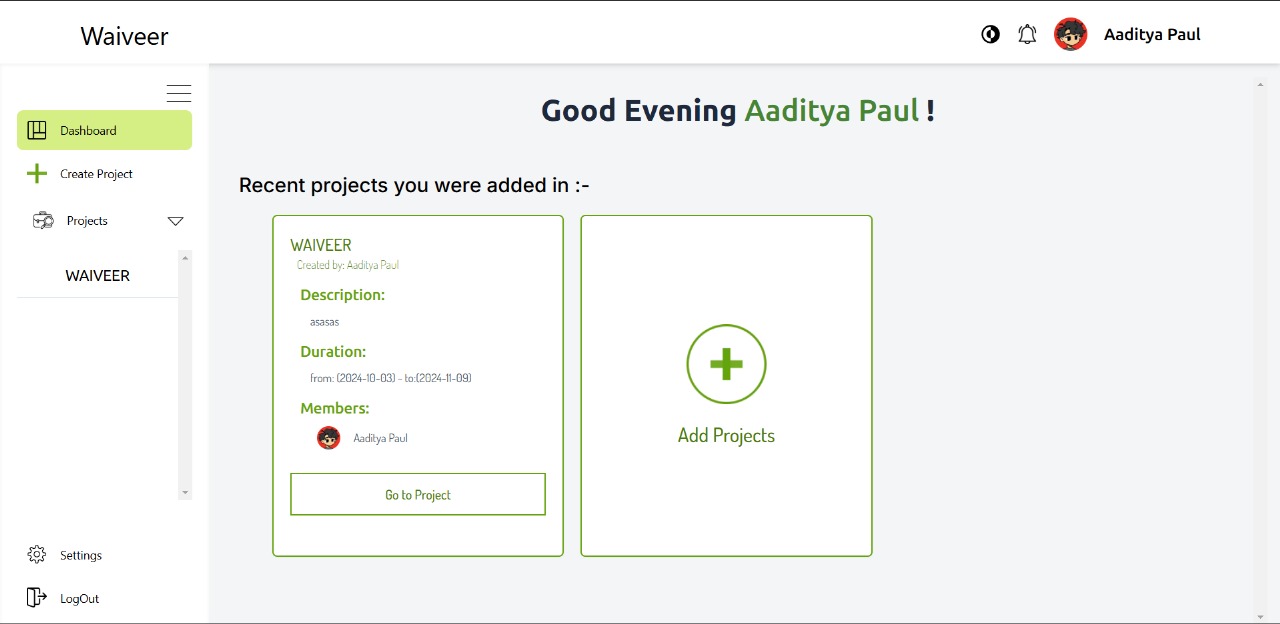 Waiveer
Aaditya Paul
Dashboard
Create Project
Projects
WAIVEER
Settings
LogOut
Good Evening Aaditya Paul !
Recent projects you were added in :-
WAIVEER
Created by: Aaditya Paul
Description:
asasas
Duration:
from: (2024-10-03) - to:(2024-11-09)
Members:
Aaditya Paul
Go to Project
Add Projects